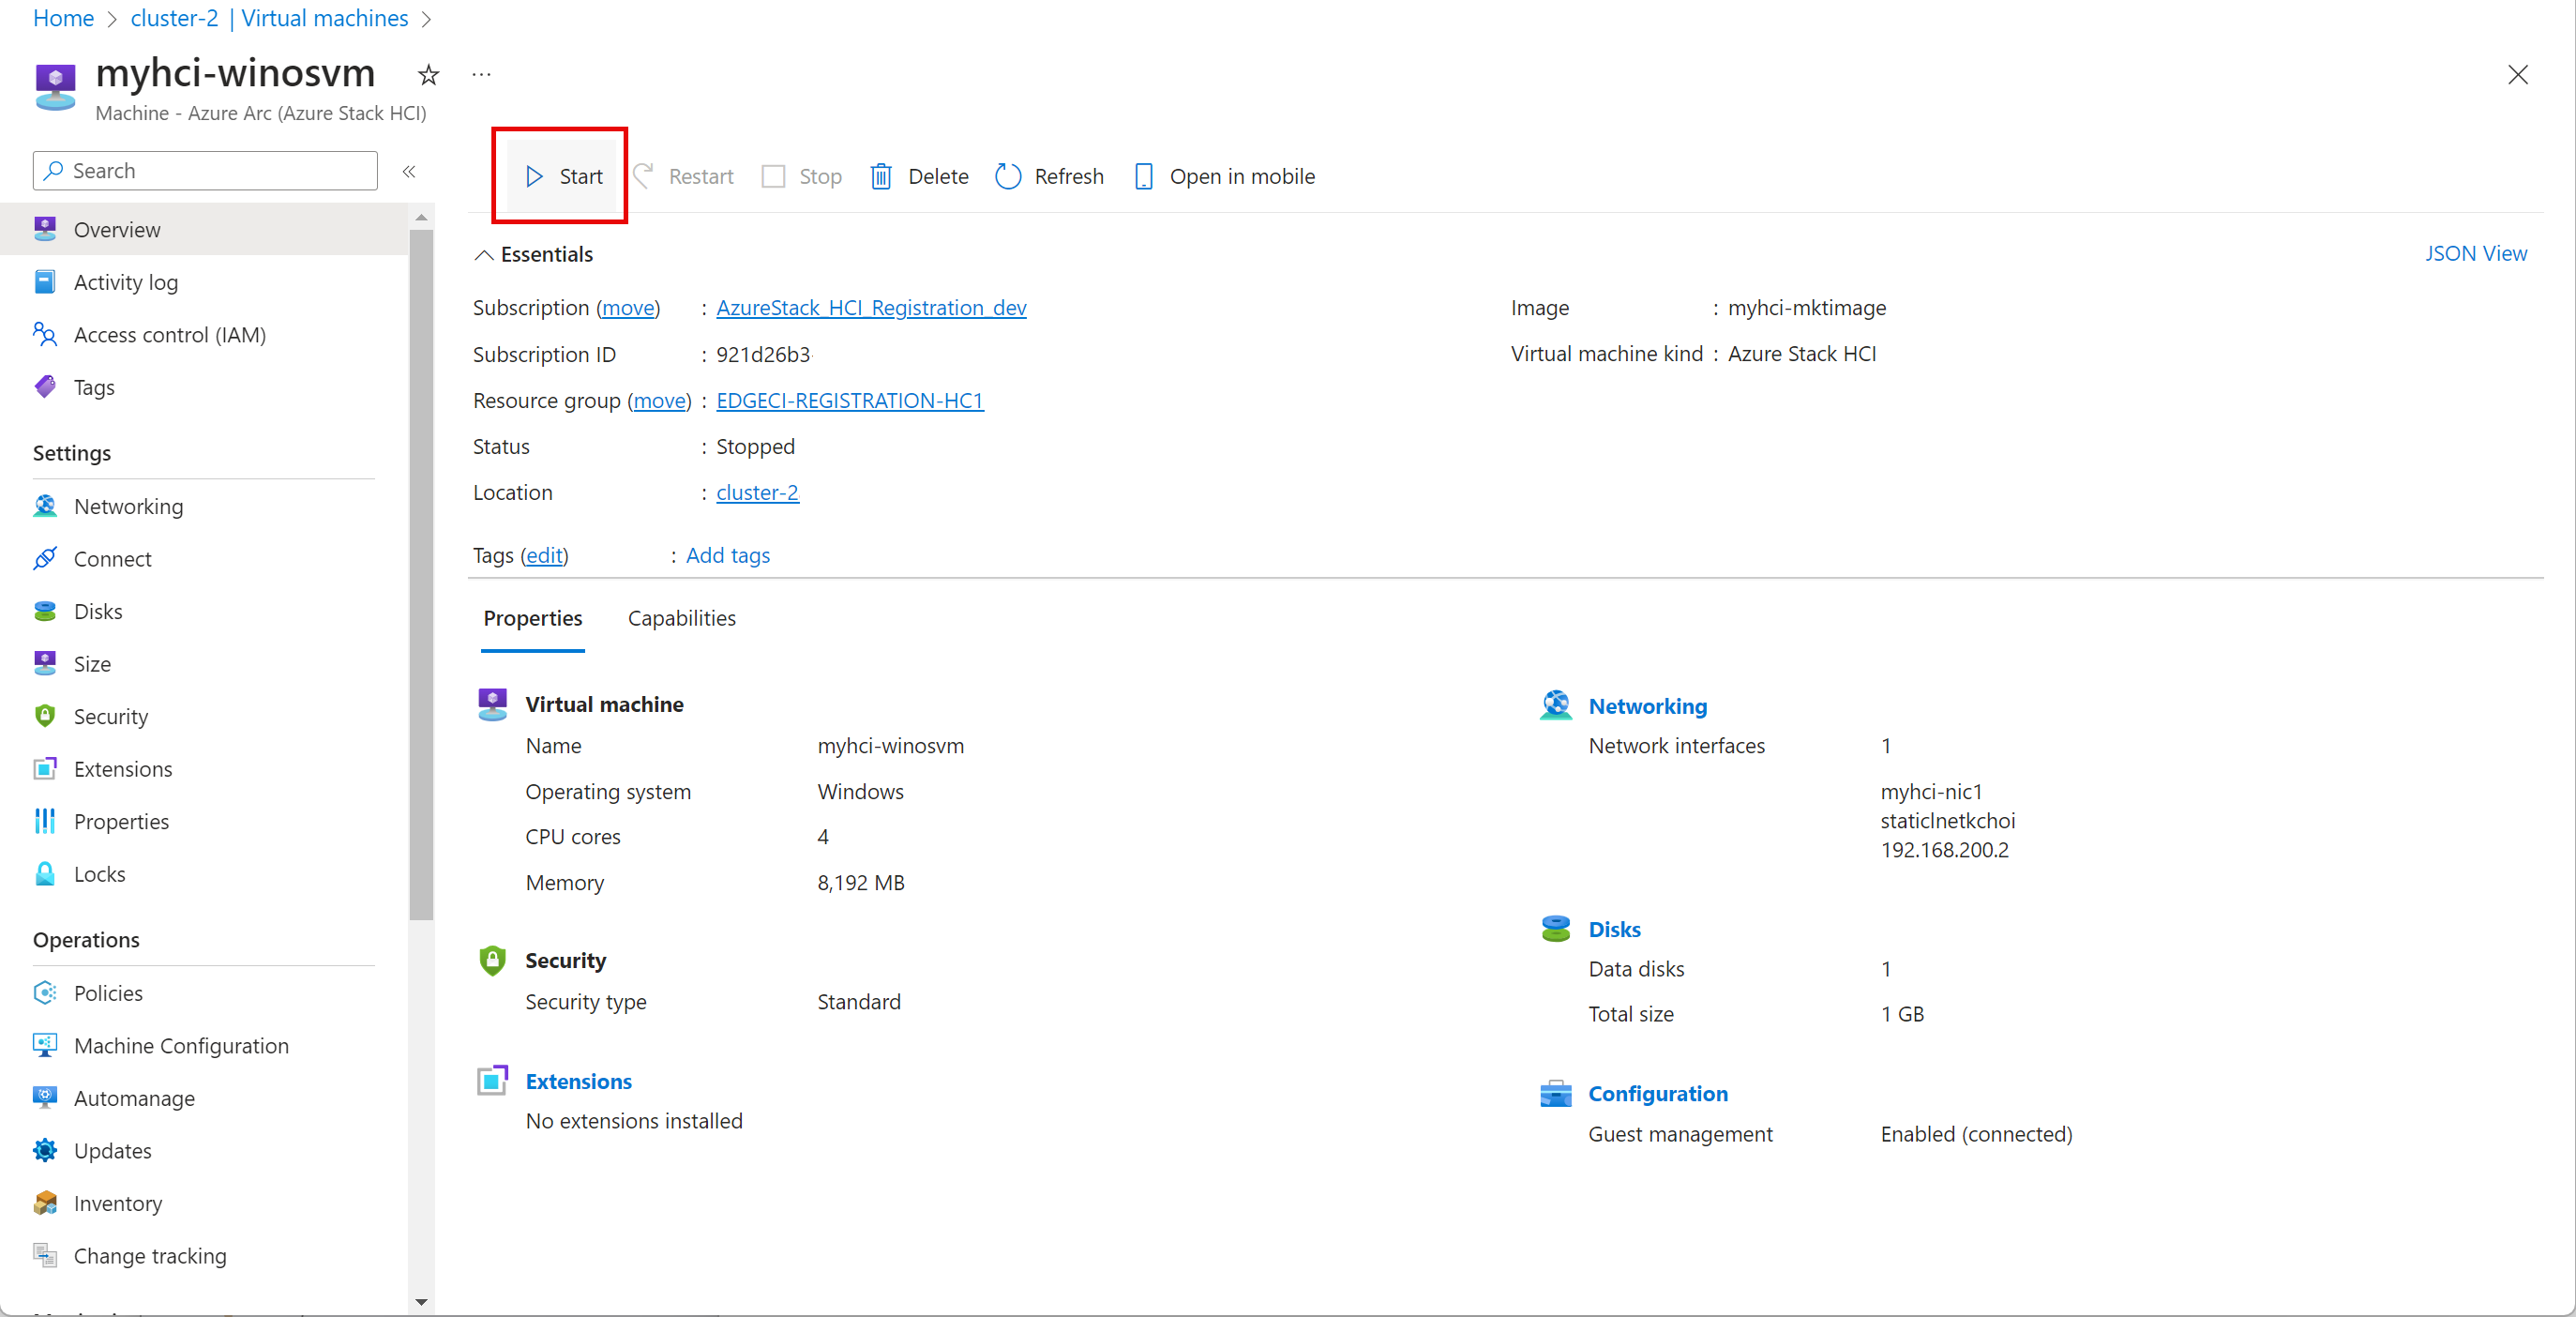 Home > cluster-2 | Virtual machines >
myhci-winosvm ☆ ...
Machine - Azure Arc (Azure Stack HCI)
Search «
Overview
Activity log
Access control (IAM)
Tags
Settings
Networking
Connect
Disks
Size
Security
Extensions
Properties
Locks
Operations
Policies
Machine Configuration
Automanage
Updates
Inventory
Change tracking
Start Restart Stop Delete Refresh Open in mobile
Essentials JSON View
Subscription (move) : AzureStack_HCI_Registration_dev
Subscription ID : 921d26b3
Resource group (move) : EDGECI-REGISTRATION-HC1
Status : Stopped
Location : cluster-2
Tags (edit) : Add tags
Image : myhci-mktimage
Virtual machine kind : Azure Stack HCI
Properties Capabilities
Virtual machine
Name myhci-winosvm
Operating system Windows
CPU cores 4
Memory 8,192 MB
Security
Security type Standard
Extensions
No extensions installed
Networking
Network interfaces 1
myhci-nic1
staticlnetkchoi
192.168.200.2
Disks
Data disks 1
Total size 1 GB
Configuration
Guest management Enabled (connected)